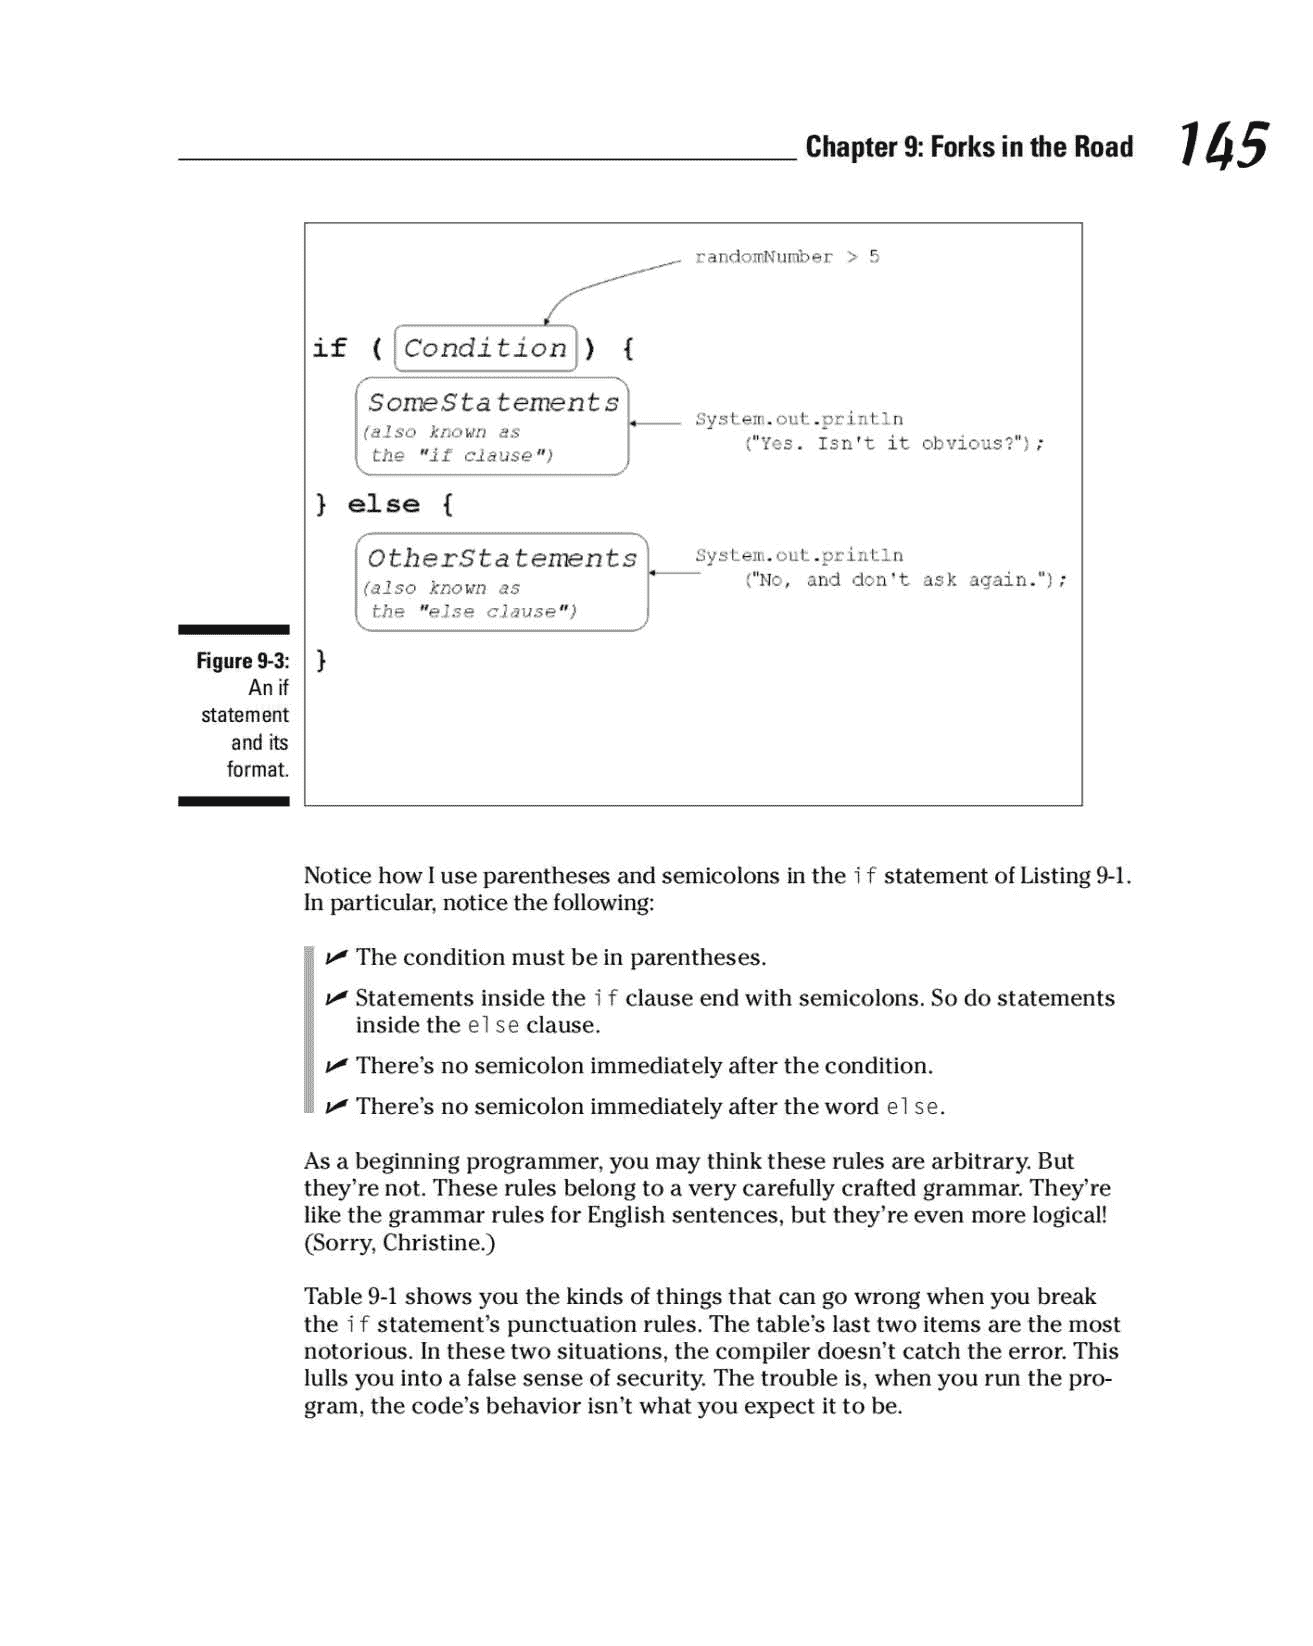 Chapter 9: Forks in the Road 145
randomNumber > 5
if ( Condition ) {
SomeStatements
(also known as
the "if clause")
System.out.println
("Yes. Isn't it obvious?");
} else {
OtherStatements
(also known as
the "else clause")
System.out.println
("No, and don't ask again.");
}
Figure 9-3:
An if
statement
and its
format.
Notice how I use parentheses and semicolons in the if statement of Listing 9-1.
In particular, notice the following:
✓ The condition must be in parentheses.
✓ Statements inside the if clause end with semicolons. So do statements
inside the else clause.
✓ There's no semicolon immediately after the condition.
✓ There's no semicolon immediately after the word else.
As a beginning programmer, you may think these rules are arbitrary. But
they're not. These rules belong to a very carefully crafted grammar. They're
like the grammar rules for English sentences, but they're even more logical!
(Sorry, Christine.)
Table 9-1 shows you the kinds of things that can go wrong when you break
the if statement's punctuation rules. The table's last two items are the most
notorious. In these two situations, the compiler doesn't catch the error. This
lulls you into a false sense of security. The trouble is, when you run the pro-
gram, the code's behavior isn't what you expect it to be.